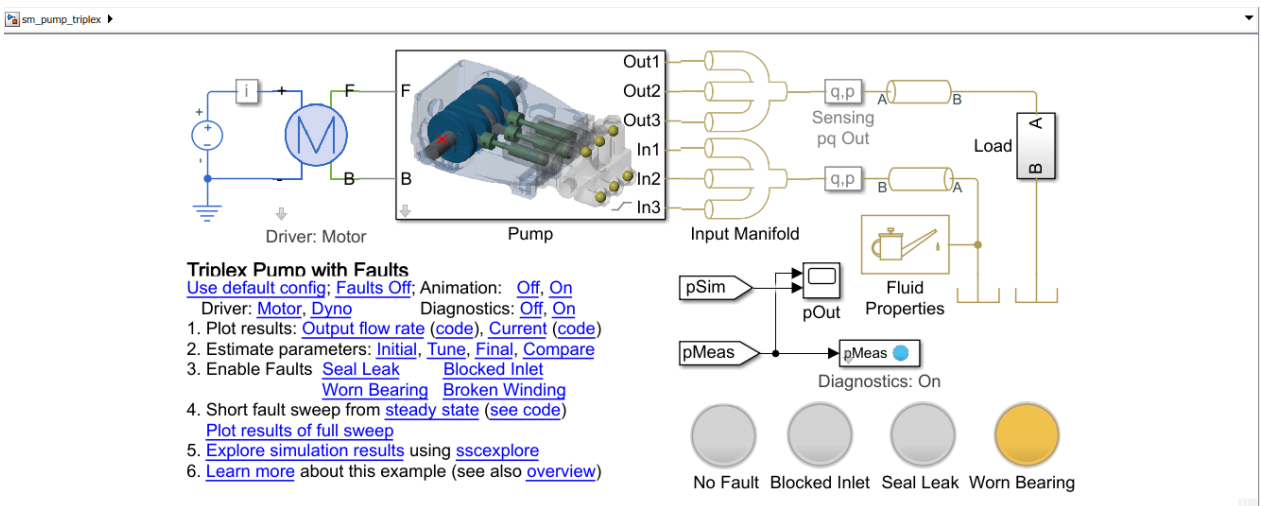 sm_pump_triplex
Out1
i + F F Out2 q,p A B
+ Sensing
+ M Out3 pq Out A
- In1 Load
- B B In2 q,p B A B
In3
Driver: Motor Pump Input Manifold
Triplex Pump with Faults
Use default config; Faults Off; Animation: Off, On
Driver: Motor, Dyno Diagnostics: Off, On
1. Plot results: Output flow rate (code), Current (code)
2. Estimate parameters: Initial, Tune, Final, Compare
3. Enable Faults Seal Leak Blocked Inlet
Worn Bearing Broken Winding
4. Short fault sweep from steady state (see code)
Plot results of full sweep
5. Explore simulation results using sscexplore
6. Learn more about this example (see also overview)
pSim
pOut
Fluid
Properties
pMeas
pMeas
Diagnostics: On
No Fault Blocked Inlet Seal Leak Worn Bearing